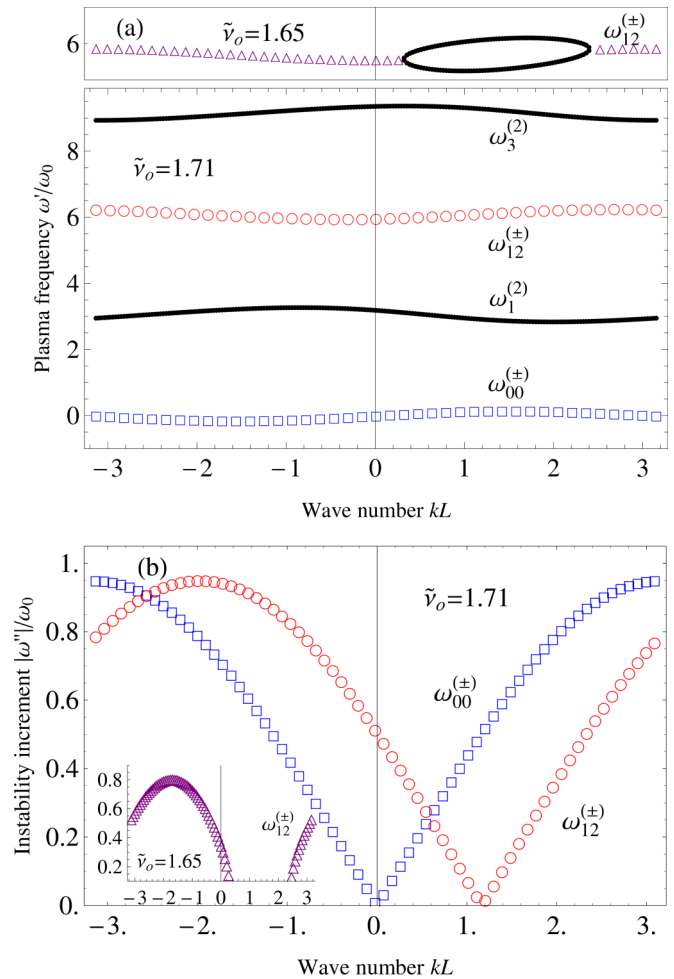 (a)
ṽₒ=1.65
ω₁₂⁽±⁾
6
8
6
4
2
0
Plasma frequency ω'/ω₀
ω₃⁽²⁾
ṽₒ=1.71
ω₁₂⁽±⁾
ω₁⁽²⁾
ω₀₀⁽±⁾
−3 −2 −1 0 1 2 3
Wave number kL
(b)
1.
0.8
0.6
0.4
0.2
0.
Instability increment |ω''|/ω₀
ṽₒ=1.71
ω₀₀⁽±⁾
ω₁₂⁽±⁾
0.8
0.6
0.4
0.2
ω₁₂⁽±⁾
ṽₒ=1.65
−3 −2 −1 0 1 2 3
−3. −2. −1. 0. 1. 2. 3.
Wave number kL